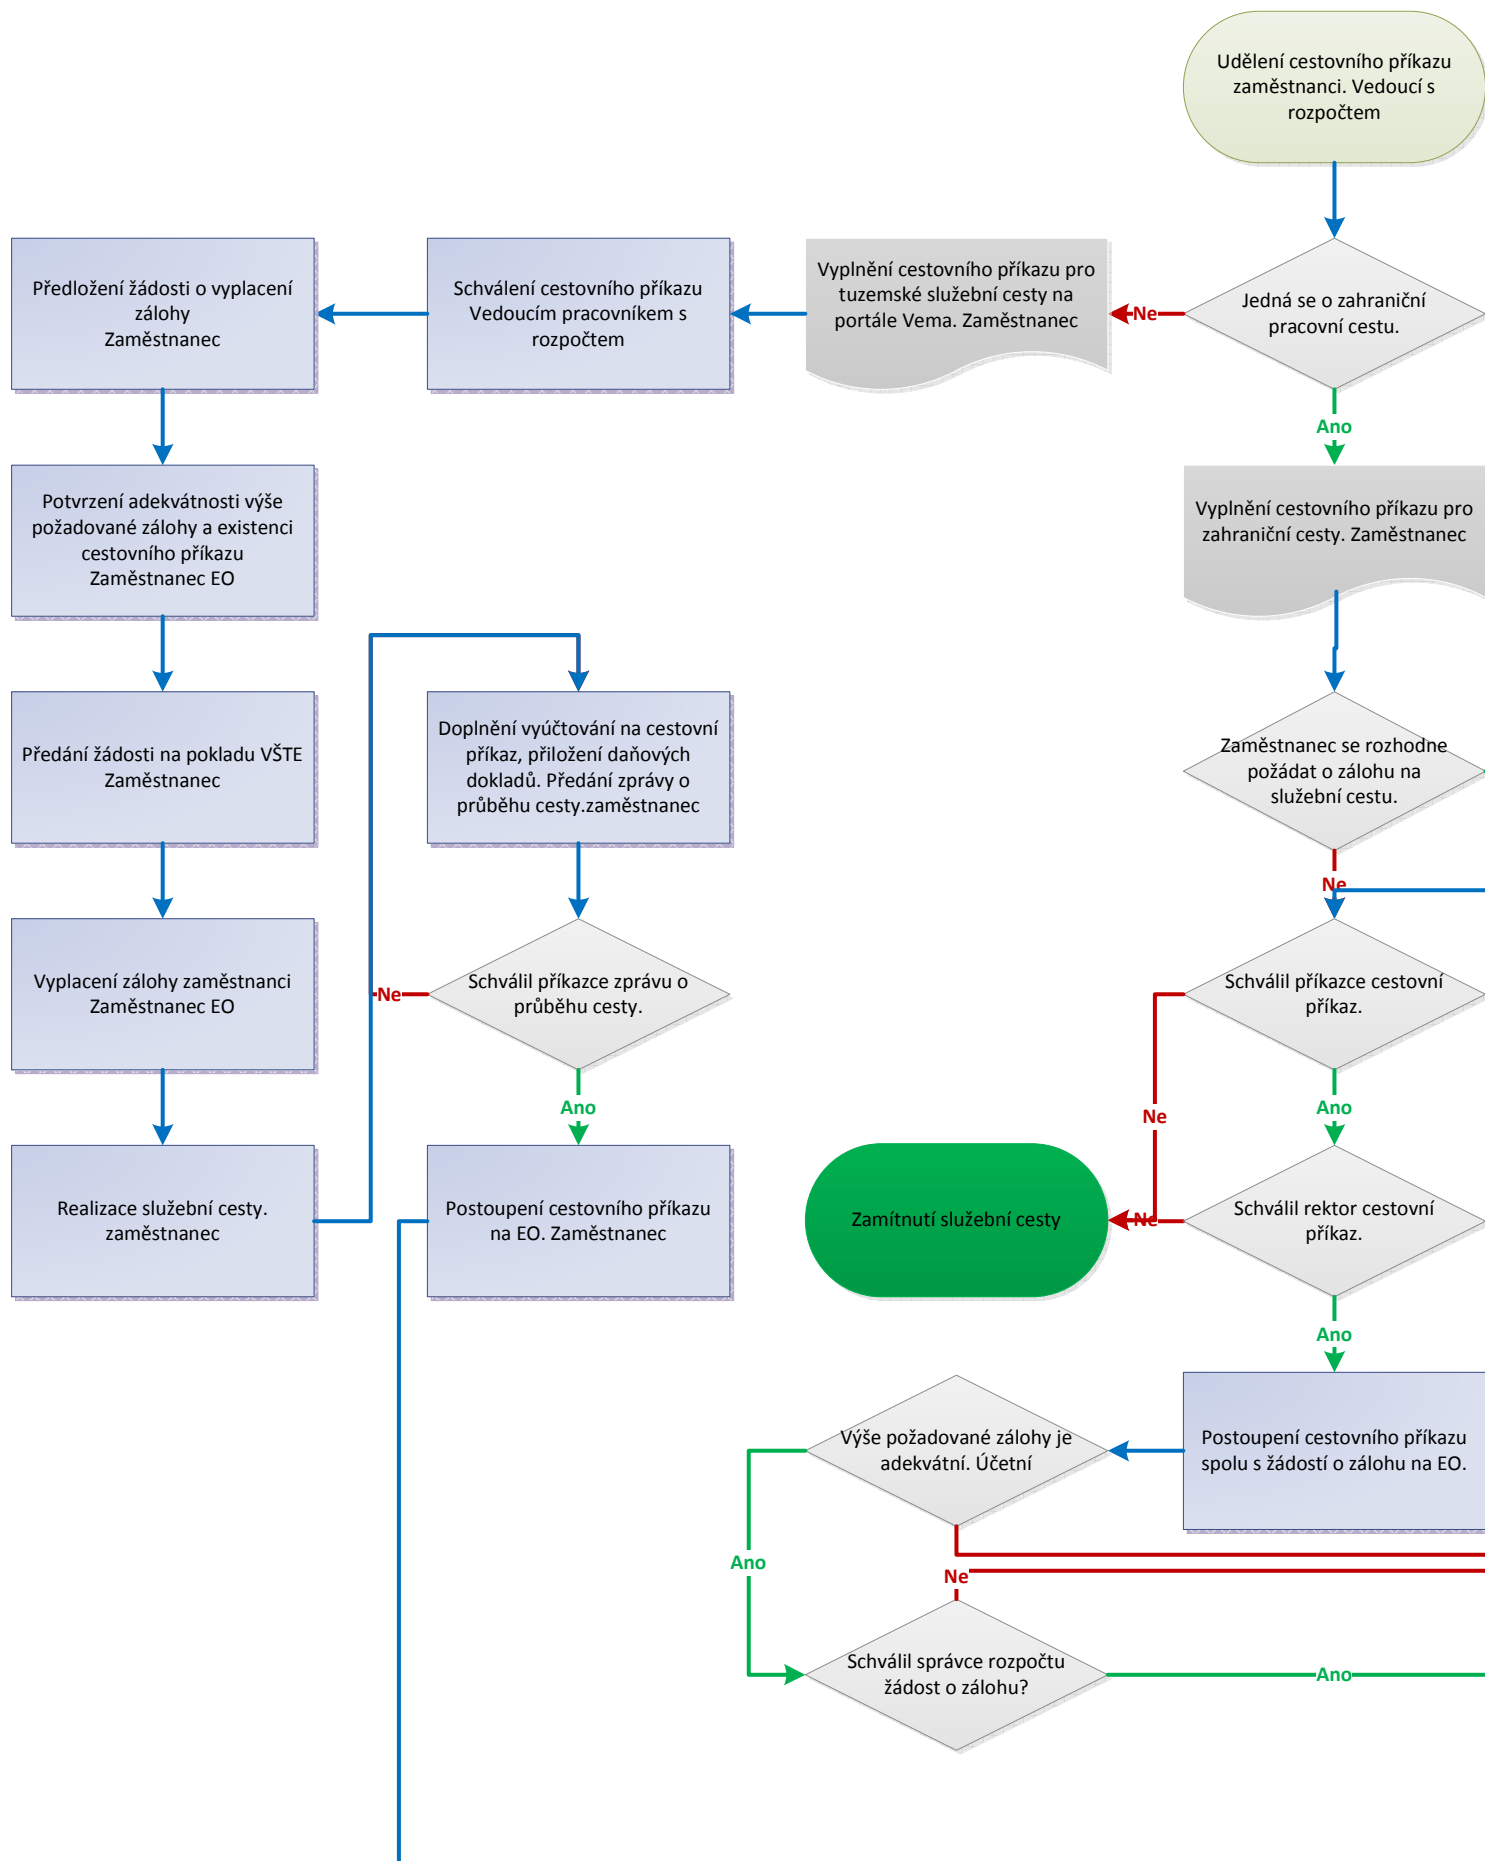 Udělení cestovního příkazu
zaměstnanci. Vedoucí s
rozpočtem
Předložení žádosti o vyplacení
zálohy
Zaměstnanec
Schválení cestovního příkazu
Vedoucím pracovníkem s
rozpočtem
Vyplnění cestovního příkazu pro
tuzemské služební cesty na
portále Vema. Zaměstnanec
Ne
Jedná se o zahraniční
pracovní cestu.
Ano
Potvrzení adekvátnosti výše
požadované zálohy a existenci
cestovního příkazu
Zaměstnanec EO
Vyplnění cestovního příkazu pro
zahraniční cesty. Zaměstnanec
Předání žádosti na pokladu VŠTE
Zaměstnanec
Doplnění vyúčtování na cestovní
příkaz, přiložení daňových
dokladů. Předání zprávy o
průběhu cesty.zaměstnanec
Zaměstnanec se rozhodne
požádat o zálohu na
služební cestu.
Ne
Vyplacení zálohy zaměstnanci
Zaměstnanec EO
Ne
Schválil příkazce zprávu o
průběhu cesty.
Schválil příkazce cestovní
příkaz.
Ano
Ne
Ano
Realizace služební cesty.
zaměstnanec
Postoupení cestovního příkazu
na EO. Zaměstnanec
Zamítnutí služební cesty
Ne
Schválil rektor cestovní
příkaz.
Ano
Výše požadované zálohy je
adekvátní. Účetní
Postoupení cestovního příkazu
spolu s žádostí o zálohu na EO.
Ano
Ne
Schválil správce rozpočtu
žádost o zálohu?
Ano